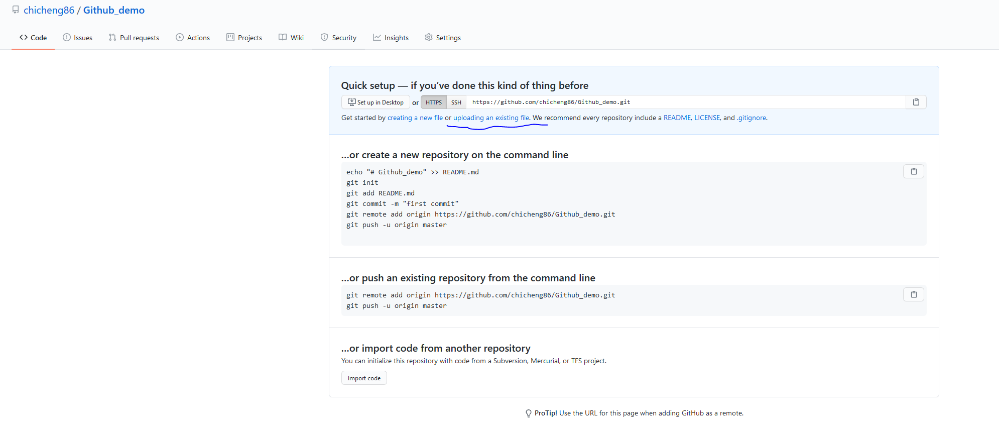 chicheng86 / Github_demo
Code Issues Pull requests Actions Projects Wiki Security Insights Settings
Quick setup — if you’ve done this kind of thing before
Set up in Desktop or HTTPS SSH https://github.com/chicheng86/Github_demo.git
Get started by creating a new file or uploading an existing file. We recommend every repository include a README, LICENSE, and .gitignore.
…or create a new repository on the command line
echo "# Github_demo" >> README.md
git init
git add README.md
git commit -m "first commit"
git remote add origin https://github.com/chicheng86/Github_demo.git
git push -u origin master
…or push an existing repository from the command line
git remote add origin https://github.com/chicheng86/Github_demo.git
git push -u origin master
…or import code from another repository
You can initialize this repository with code from a Subversion, Mercurial, or TFS project.
Import code
ProTip! Use the URL for this page when adding GitHub as a remote.